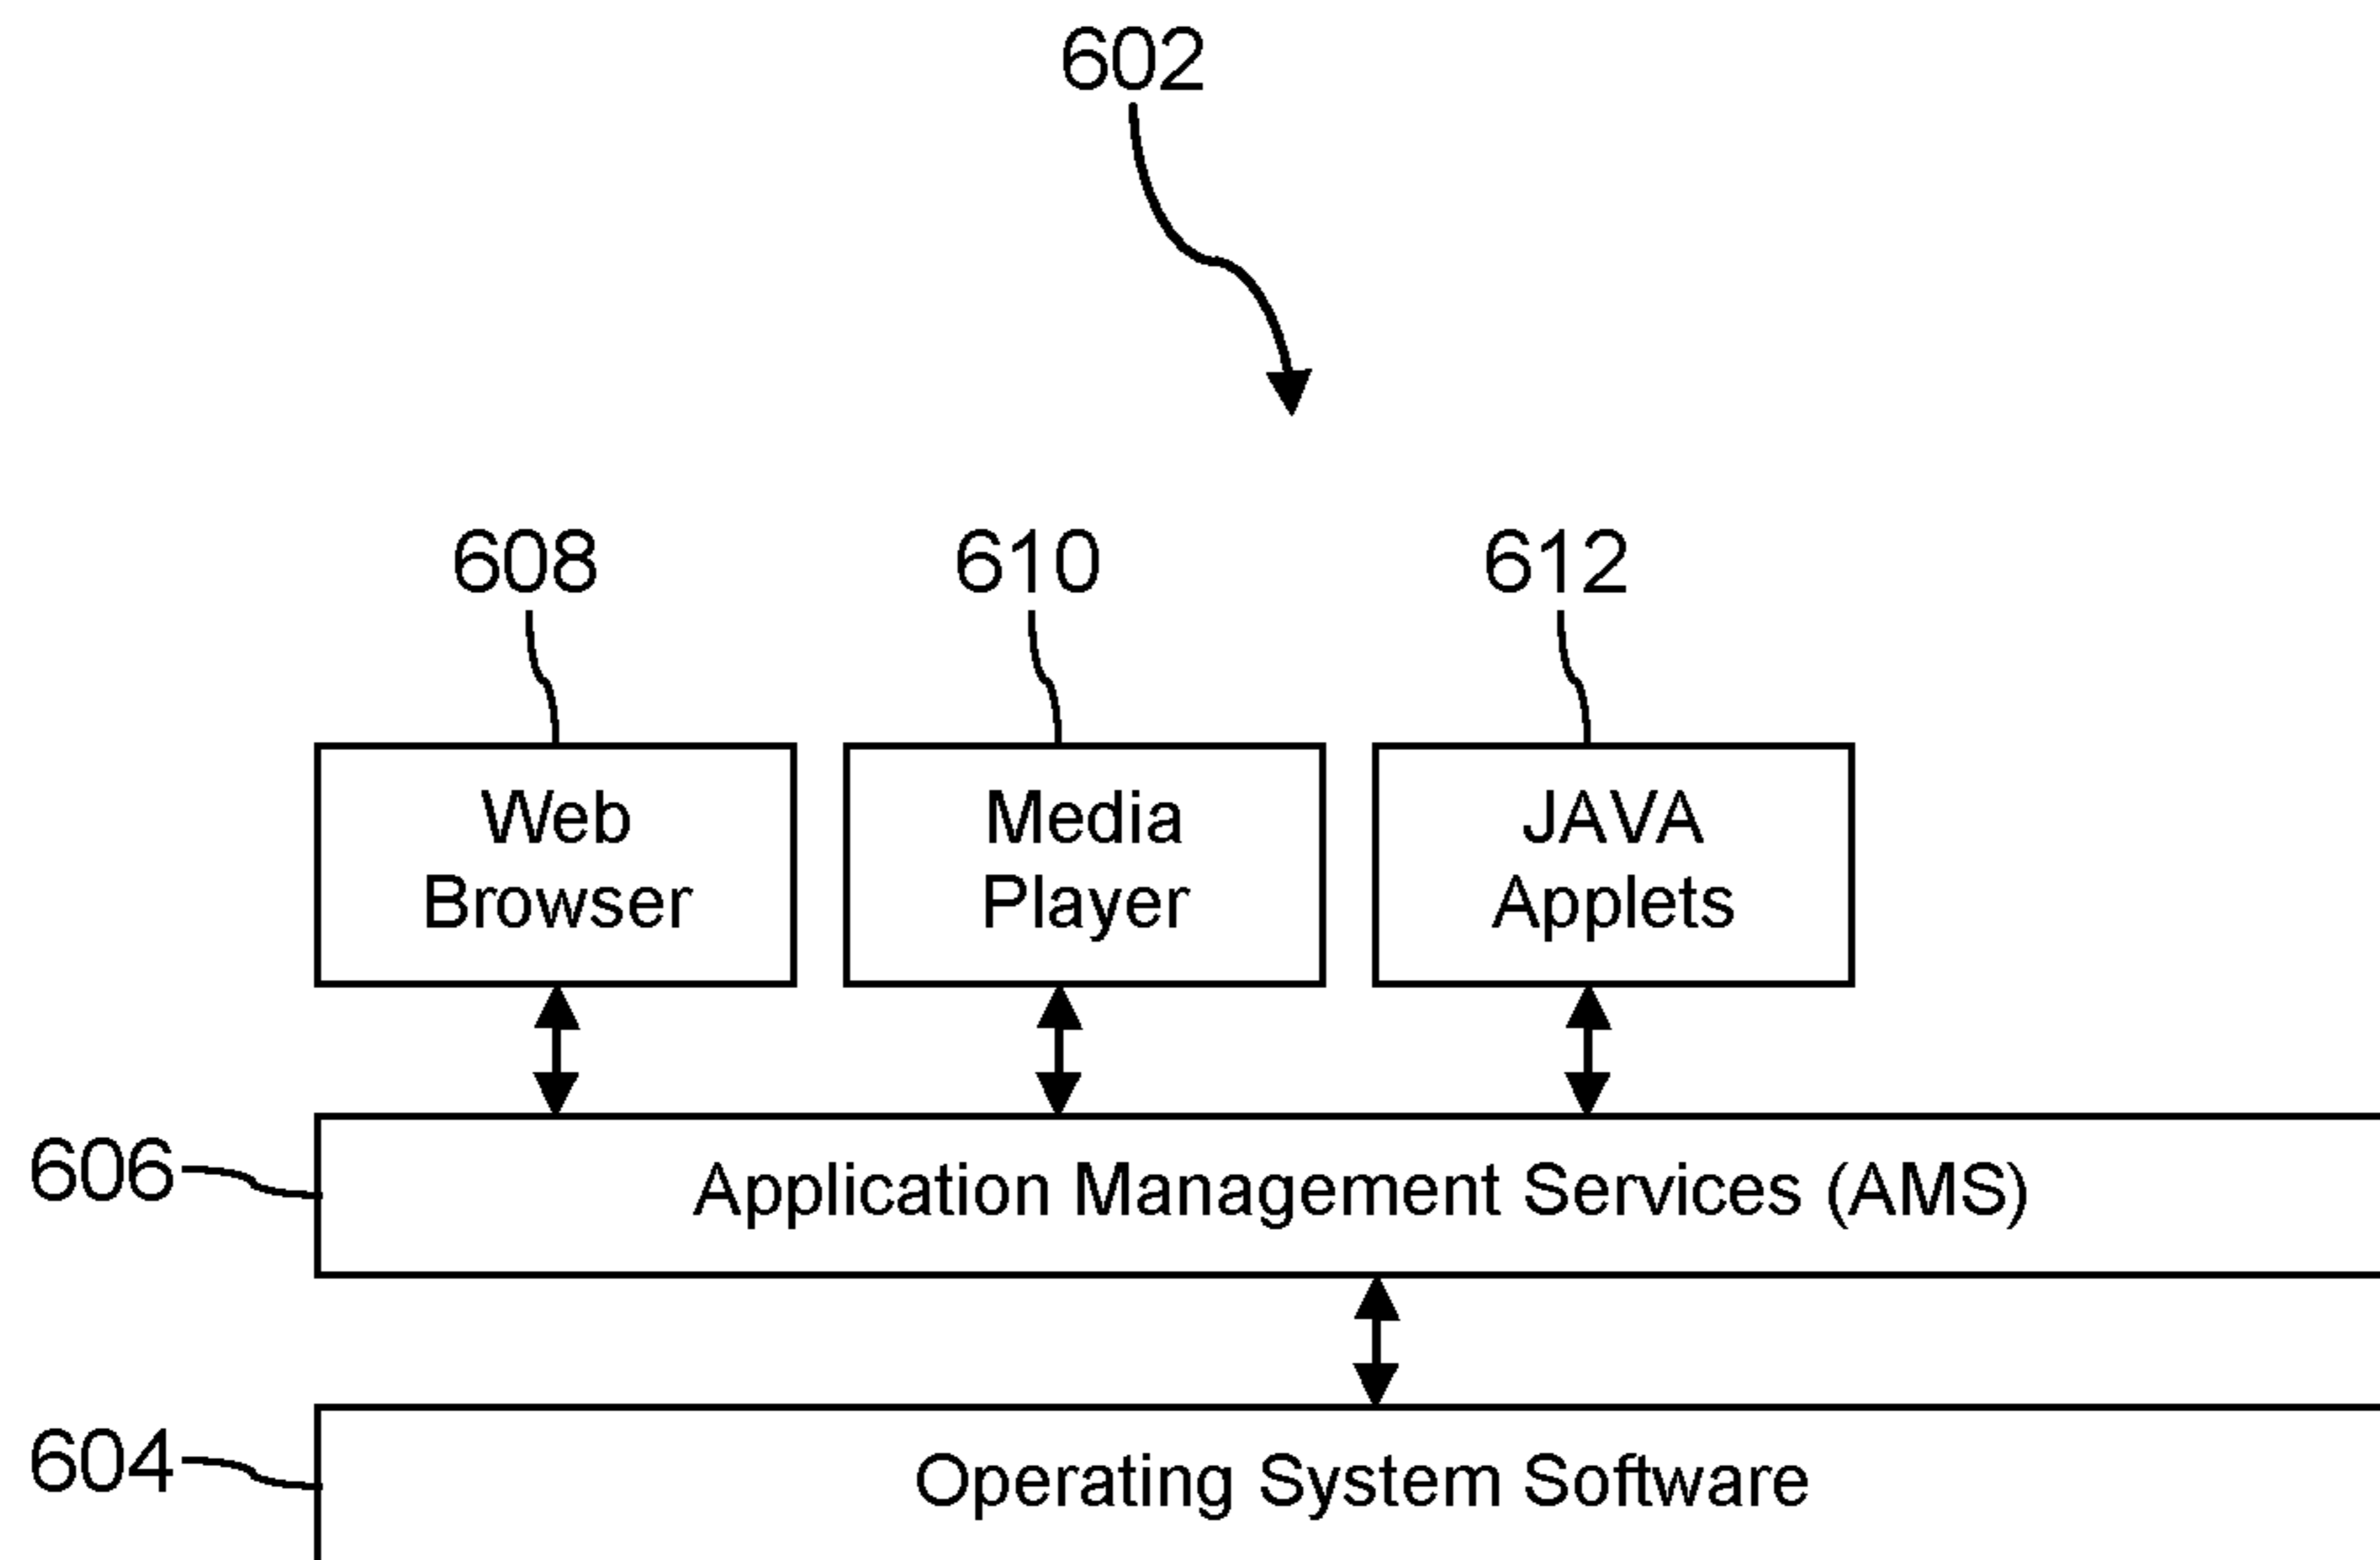 602
608
610
612
Web
Browser
Media
Player
JAVA
Applets
606
Application Management Services (AMS)
604
Operating System Software